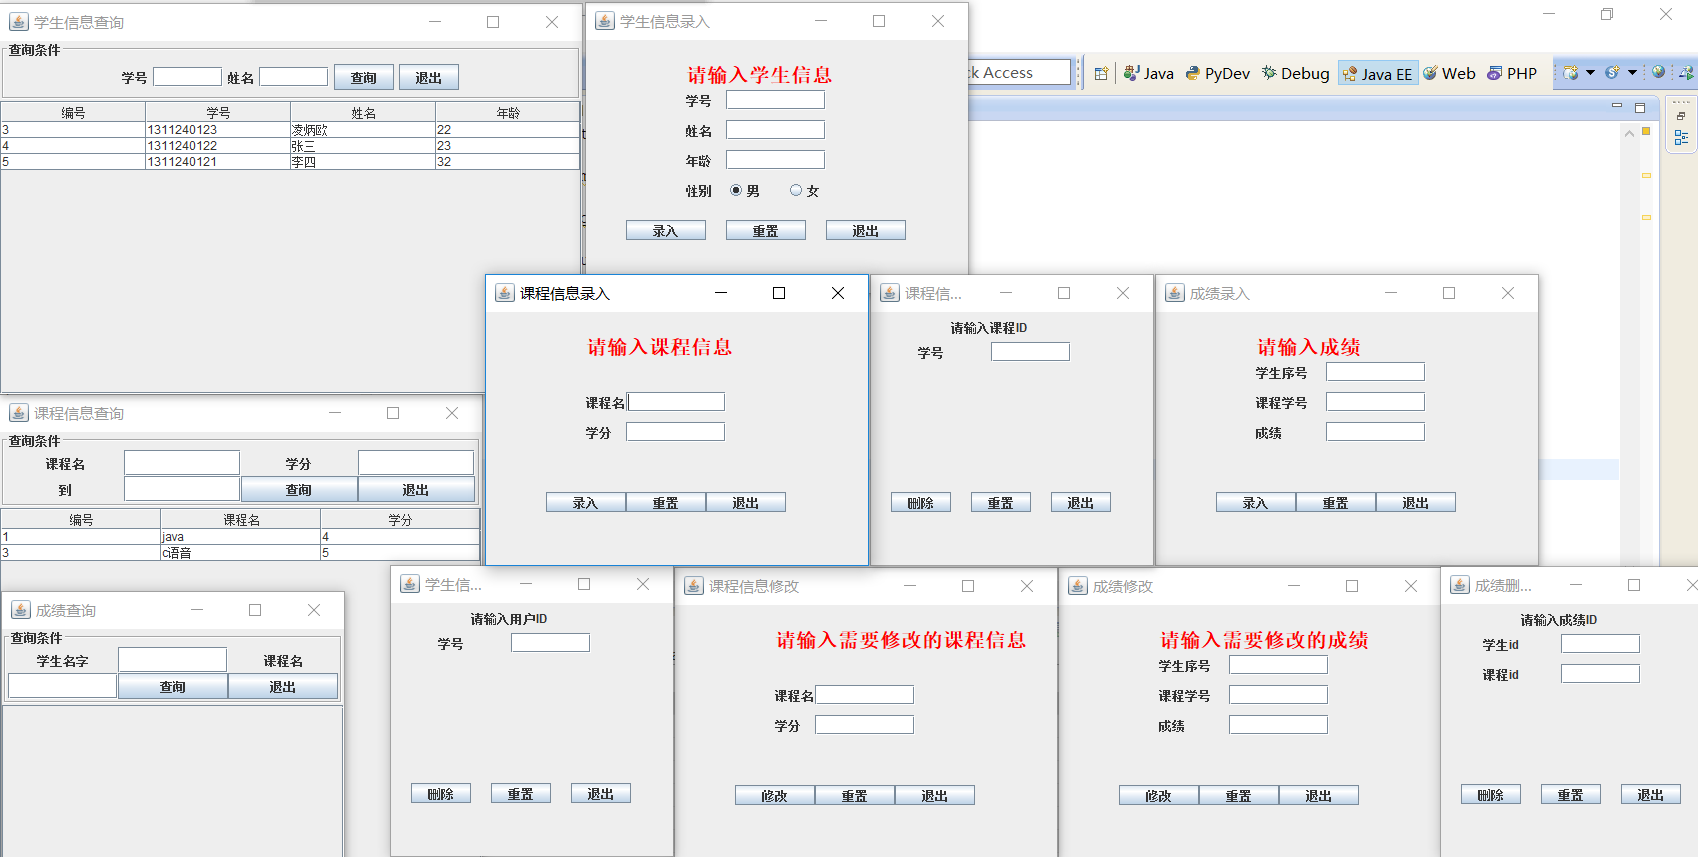 学生信息查询
查询条件
学号 姓名 查询 退出
编号 学号 姓名 年龄
3 1311240123 凌炳欧 22
4 1311240122 张三 23
5 1311240121 李四 32
学生信息录入
请输入学生信息
学号
姓名
年龄
性别 男 女
录入 重置 退出
ck Access Java PyDev Debug Java EE Web PHP
课程信息录入
请输入课程信息
课程名
学分
录入 重置 退出
课程信...
请输入课程ID
学号
删除 重置 退出
成绩录入
请输入成绩
学生序号
课程学号
成绩
录入 重置 退出
课程信息查询
查询条件
课程名 学分
到 查询 退出
编号 课程名 学分
1 java 4
3 c语音 5
成绩查询
查询条件
学生名字 课程名
查询 退出
学生信...
请输入用户ID
学号
删除 重置 退出
课程信息修改
请输入需要修改的课程信息
课程名
学分
修改 重置 退出
成绩修改
请输入需要修改的成绩
学生序号
课程学号
成绩
修改 重置 退出
成绩删...
请输入成绩ID
学生id
课程id
删除 重置 退出